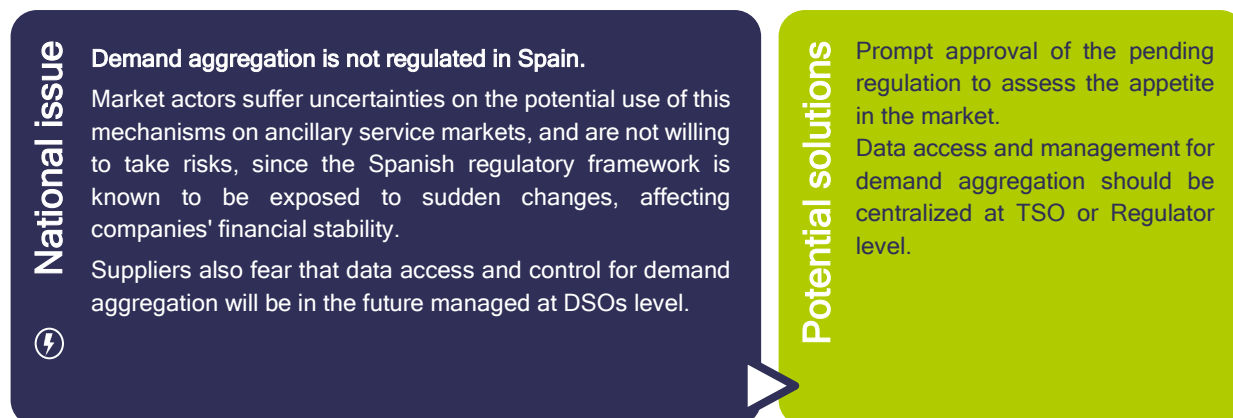 National issue
Demand aggregation is not regulated in Spain.
Market actors suffer uncertainties on the potential use of this
mechanisms on ancillary service markets, and are not willing
to take risks, since the Spanish regulatory framework is
known to be exposed to sudden changes, affecting
companies' financial stability.
Suppliers also fear that data access and control for demand
aggregation will be in the future managed at DSOs level.
Potential solutions
Prompt approval of the pending
regulation to assess the appetite
in the market.
Data access and management for
demand aggregation should be
centralized at TSO or Regulator
level.